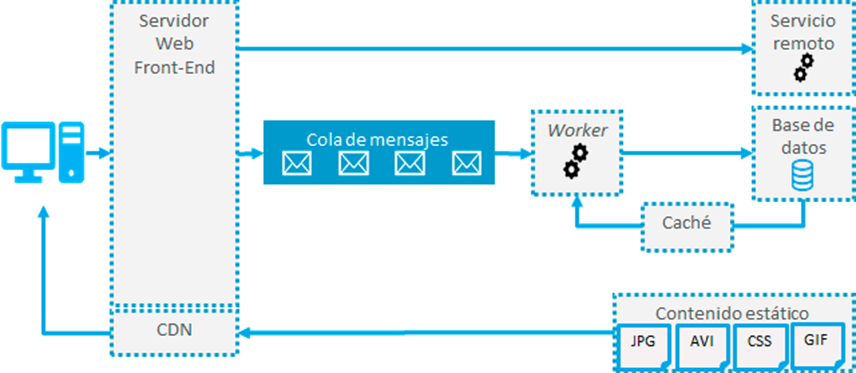 Servidor
Web
Front-End
Servicio
remoto
Cola de mensajes
Worker
Base de
datos
Caché
CDN
Contenido estático
JPG
AVI
CSS
GIF